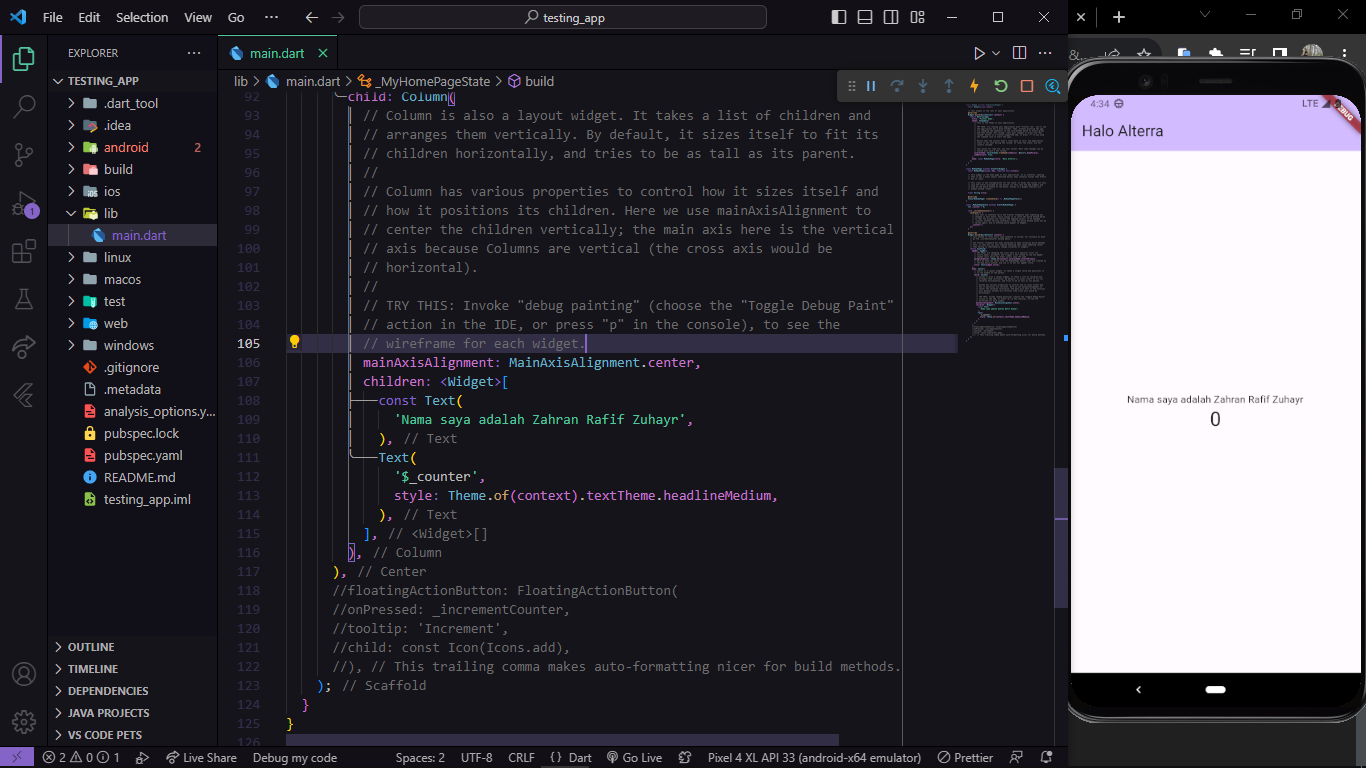 File Edit Selection View Go ··· testing_app
EXPLORER ···
main.dart
TESTING_APP
.dart_tool
.idea
android 2
build
ios
lib
main.dart
linux
macos
test
web
windows
.gitignore
.metadata
analysis_options.y...
pubspec.lock
pubspec.yaml
README.md
testing_app.iml
OUTLINE
TIMELINE
DEPENDENCIES
JAVA PROJECTS
VS CODE PETS
lib > main.dart > _MyHomePageState > build
92 child: Column(
93 // Column is also a layout widget. It takes a list of children and
94 // arranges them vertically. By default, it sizes itself to fit its
95 // children horizontally, and tries to be as tall as its parent.
96 //
97 // Column has various properties to control how it sizes itself and
98 // how it positions its children. Here we use mainAxisAlignment to
99 // center the children vertically; the main axis here is the vertical
100 // axis because Columns are vertical (the cross axis would be
101 // horizontal).
102 //
103 // TRY THIS: Invoke "debug painting" (choose the "Toggle Debug Paint"
104 // action in the IDE, or press "p" in the console), to see the
105 // wireframe for each widget.
106 mainAxisAlignment: MainAxisAlignment.center,
107 children: <Widget>[
108 const Text(
109 'Nama saya adalah Zahran Rafif Zuhayr',
110 ), // Text
111 Text(
112 '$_counter',
113 style: Theme.of(context).textTheme.headlineMedium,
114 ), // Text
115 ], // <Widget>[]
116 ), // Column
117 ), // Center
118 //floatingActionButton: FloatingActionButton(
119 //onPressed: _incrementCounter,
120 //tooltip: 'Increment',
121 //child: const Icon(Icons.add),
122 //), // This trailing comma makes auto-formatting nicer for build methods.
123 ); // Scaffold
124 }
125 }
126
1
2 0 1 Live Share Debug my code Spaces: 2 UTF-8 CRLF { } Dart Go Live Pixel 4 XL API 33 (android-x64 emulator) Prettier
4:34 LTE
DEBUG
Halo Alterra
Nama saya adalah Zahran Rafif Zuhayr
0